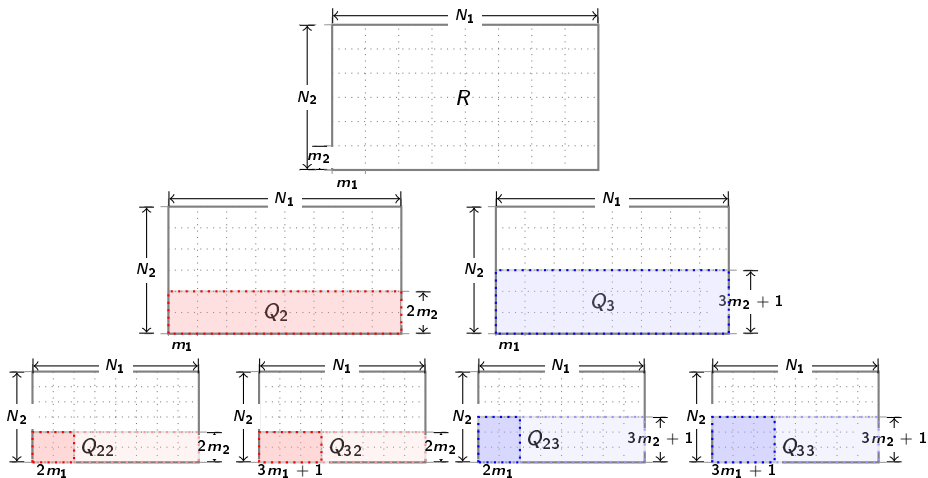 N₁
N₂
R
m₂
m₁
N₁ N₁
N₂ Q₂ 2m₂ N₂ Q₃ 3m₂ + 1
m₁ m₁
N₁ N₁ N₁ N₁
N₂ N₂ N₂ N₂
Q₂₂ 2m₂ Q₃₂ 2m₂ Q₂₃ 3m₂ + 1 Q₃₃ 3m₂ + 1
2m₁ 3m₁ + 1 2m₁ 3m₁ + 1